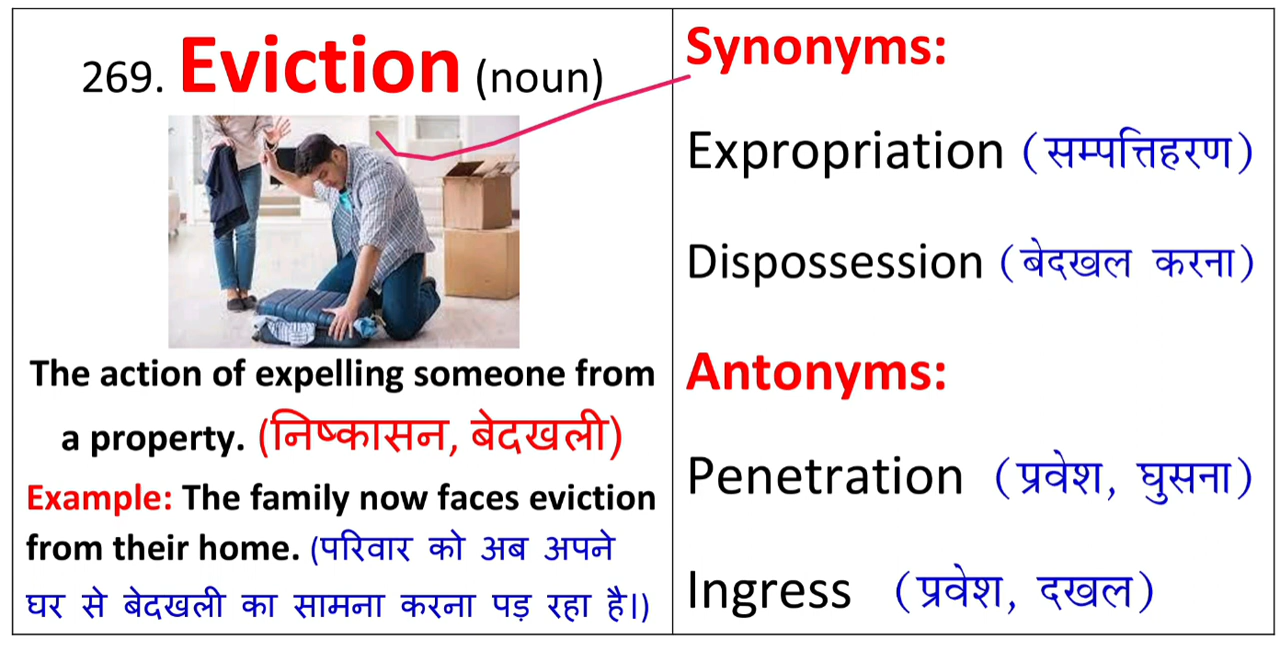 269. Eviction (noun)
The action of expelling someone from
a property. (निष्कासन, बेदखली)
Example: The family now faces eviction
from their home. (परिवार को अब अपने
घर से बेदखली का सामना करना पड़ रहा है।)
Synonyms:
Expropriation (सम्पत्तिहरण)
Dispossession (बेदखल करना)
Antonyms:
Penetration (प्रवेश, घुसना)
Ingress (प्रवेश, दखल)